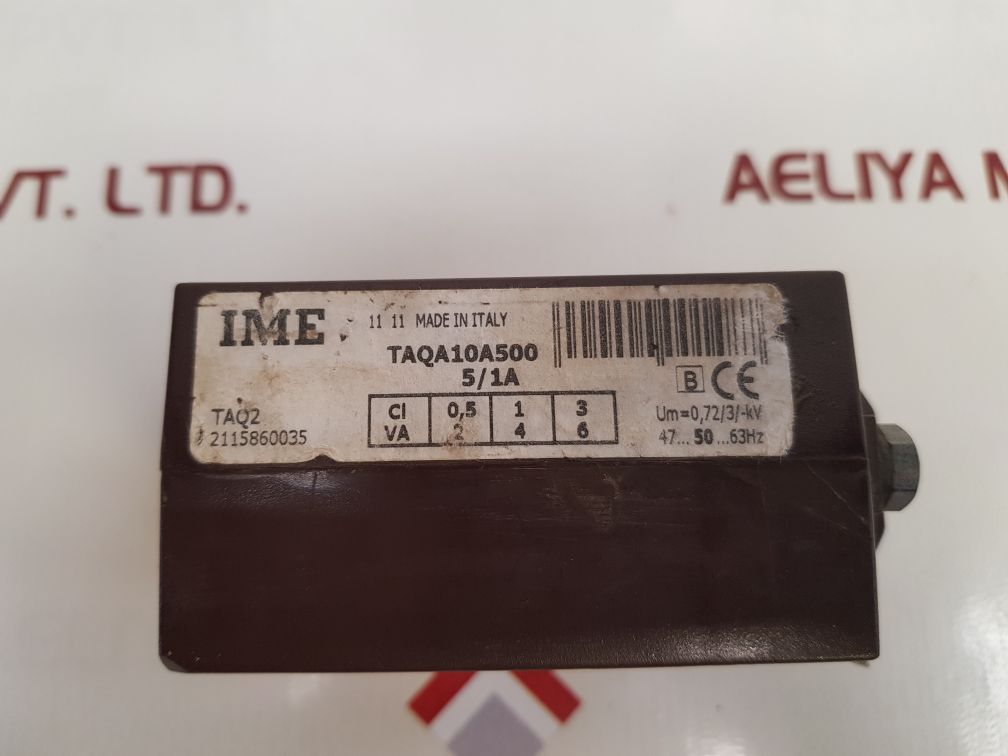 VT. LTD.
AELIYA M
IME
11 11 MADE IN ITALY
TAQA10A500
5/1A
B CE
TAQ2
2115860035
Cl 0,5 1 3
VA 2 4 6
Um=0,72/3/-kV
47... 50 ...63Hz